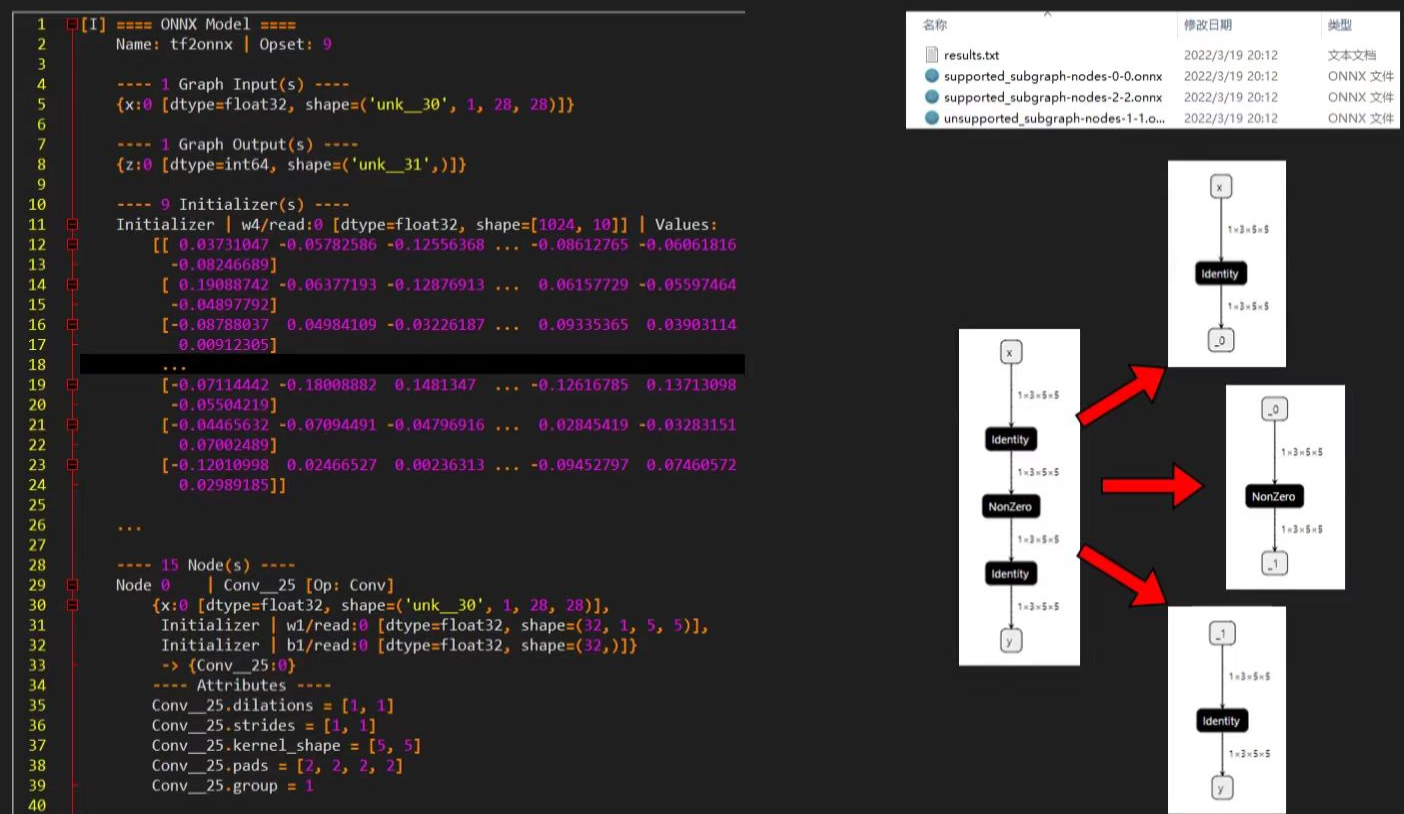 1 [I] ==== ONNX Model ====
2 Name: tf2onnx | Opset: 9
3
4 ---- 1 Graph Input(s) ----
5 {x:0 [dtype=float32, shape=('unk__30', 1, 28, 28)]}
6
7 ---- 1 Graph Output(s) ----
8 {z:0 [dtype=int64, shape=('unk__31',)]}
9
10 ---- 9 Initializer(s) ----
11 Initializer | w4/read:0 [dtype=float32, shape=[1024, 10]] | Values:
12 [[ 0.03731047 -0.05782586 -0.12556368 ... -0.08612765 -0.06061816
13 -0.08246689]
14 [ 0.19088742 -0.06377193 -0.12876913 ... 0.06157729 -0.05597464
15 -0.04897792]
16 [-0.08788037 0.04984109 -0.03226187 ... 0.09335365 0.03903114
17 0.00912305]
18 ...
19 [-0.07114442 -0.18008882 0.1481347 ... -0.12616785 0.13713098
20 -0.05504219]
21 [-0.04465632 -0.07094491 -0.04796916 ... 0.02845419 -0.03283151
22 0.07002489]
23 [-0.12010998 0.02466527 0.00236313 ... -0.09452797 0.07460572
24 0.02989185]]
25
26 ...
27
28 ---- 15 Node(s) ----
29 Node 0 | Conv__25 [Op: Conv]
30 {x:0 [dtype=float32, shape=('unk__30', 1, 28, 28)],
31 Initializer | w1/read:0 [dtype=float32, shape=(32, 1, 5, 5)],
32 Initializer | b1/read:0 [dtype=float32, shape=(32,)]}
33 -> {Conv__25:0}
34 ---- Attributes ----
35 Conv__25.dilations = [1, 1]
36 Conv__25.strides = [1, 1]
37 Conv__25.kernel_shape = [5, 5]
38 Conv__25.pads = [2, 2, 2, 2]
39 Conv__25.group = 1
40
名称 修改日期 类型
results.txt 2022/3/19 20:12 文本文档
supported_subgraph-nodes-0-0.onnx 2022/3/19 20:12 ONNX 文件
supported_subgraph-nodes-2-2.onnx 2022/3/19 20:12 ONNX 文件
unsupported_subgraph-nodes-1-1.o... 2022/3/19 20:12 ONNX 文件
x
1×3×5×5
Identity
1×3×5×5
NonZero
1×3×5×5
Identity
1×3×5×5
y
x
1×3×5×5
Identity
1×3×5×5
_0
_0
1×3×5×5
NonZero
1×3×5×5
_1
_1
1×3×5×5
Identity
1×3×5×5
y